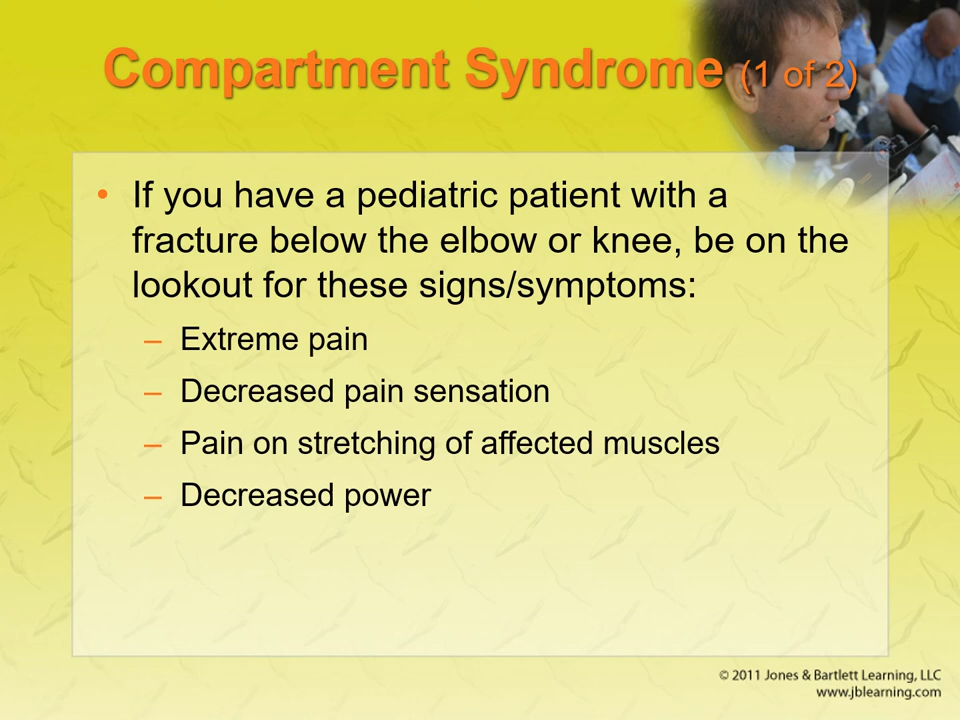 Compartment Syndrome (1 of 2)
• If you have a pediatric patient with a
fracture below the elbow or knee, be on the
lookout for these signs/symptoms:
– Extreme pain
– Decreased pain sensation
– Pain on stretching of affected muscles
– Decreased power
© 2011 Jones & Bartlett Learning, LLC
www.jblearning.com